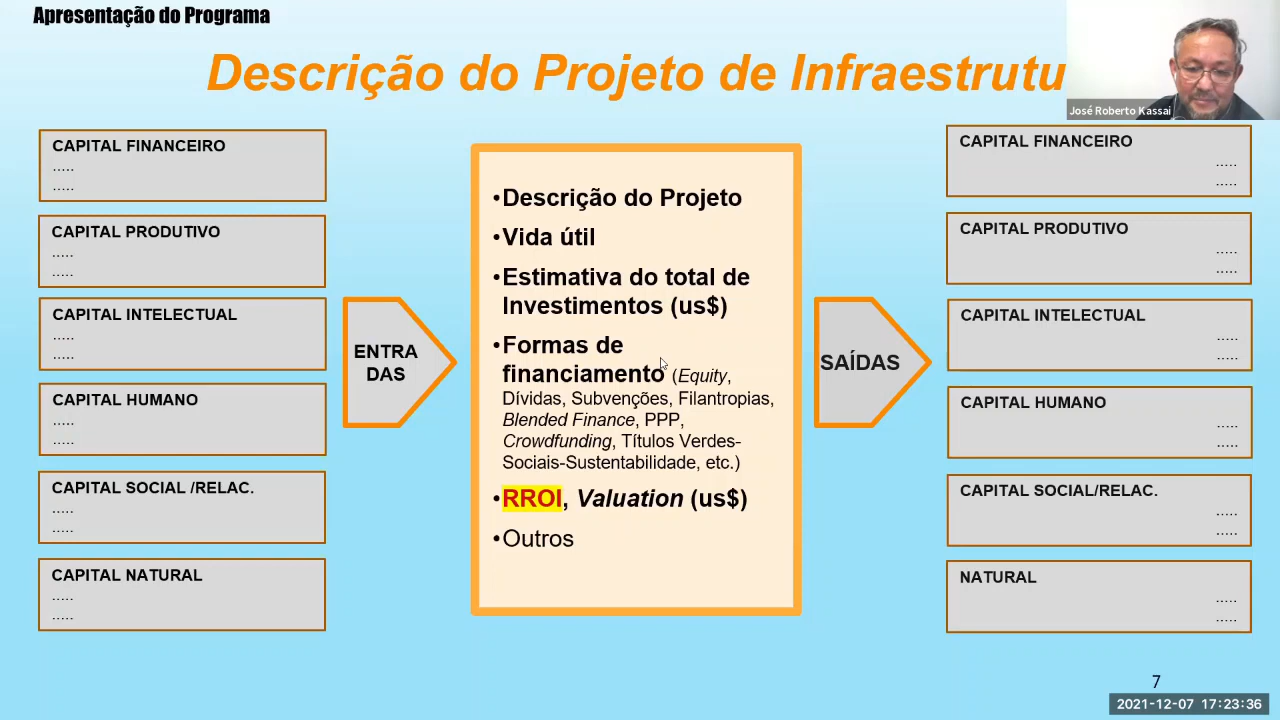 Apresentação do Programa
Descrição do Projeto de Infraestrutu
José Roberto Kassai
CAPITAL FINANCEIRO
.....
.....
CAPITAL PRODUTIVO
.....
.....
CAPITAL INTELECTUAL
.....
.....
CAPITAL HUMANO
.....
.....
CAPITAL SOCIAL /RELAC.
.....
.....
CAPITAL NATURAL
.....
.....
ENTRA
DAS
•Descrição do Projeto
•Vida útil
•Estimativa do total de
Investimentos (us$)
•Formas de
financiamento (Equity,
Dívidas, Subvenções, Filantropias,
Blended Finance, PPP,
Crowdfunding, Títulos Verdes-
Sociais-Sustentabilidade, etc.)
•RROI, Valuation (us$)
•Outros
SAÍDAS
CAPITAL FINANCEIRO
.....
.....
CAPITAL PRODUTIVO
.....
.....
CAPITAL INTELECTUAL
.....
.....
CAPITAL HUMANO
.....
.....
CAPITAL SOCIAL/RELAC.
.....
.....
NATURAL
.....
.....
7
2021-12-07 17:23:36